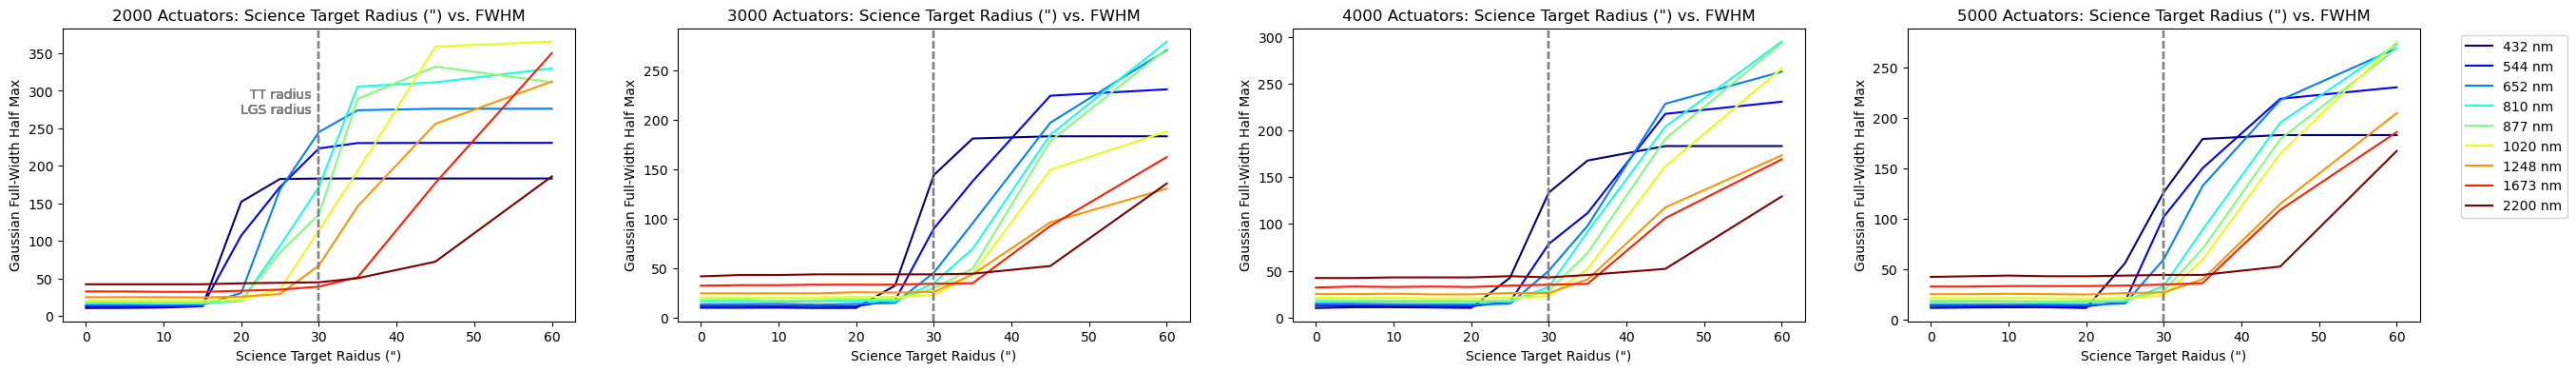 2000 Actuators: Science Target Radius (") vs. FWHM
350
300
250
200
150
100
50
0
Gaussian Full-Width Half Max
TT radius
LGS radius
0 10 20 30 40 50 60
Science Target Raidus (")
3000 Actuators: Science Target Radius (") vs. FWHM
250
200
150
100
50
0
Gaussian Full-Width Half Max
0 10 20 30 40 50 60
Science Target Raidus (")
4000 Actuators: Science Target Radius (") vs. FWHM
300
250
200
150
100
50
0
Gaussian Full-Width Half Max
0 10 20 30 40 50 60
Science Target Raidus (")
5000 Actuators: Science Target Radius (") vs. FWHM
250
200
150
100
50
0
Gaussian Full-Width Half Max
0 10 20 30 40 50 60
Science Target Raidus (")
432 nm
544 nm
652 nm
810 nm
877 nm
1020 nm
1248 nm
1673 nm
2200 nm